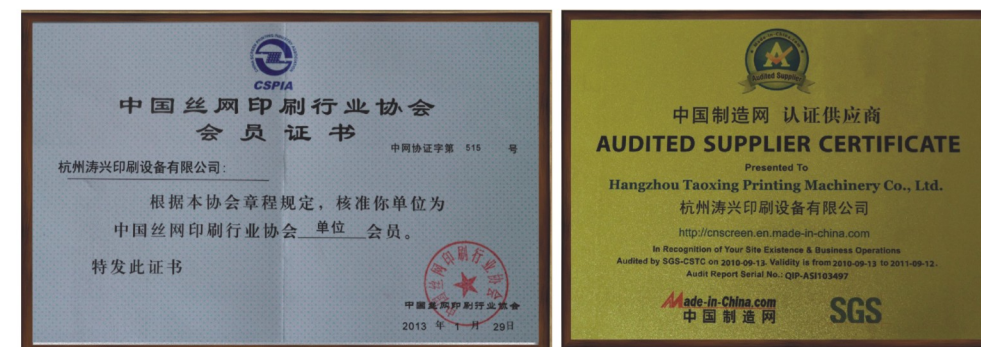 CSPIA
中国丝网印刷行业协会
会员证书
中网协证字第 515 号
杭州涛兴印刷设备有限公司：
根据本协会章程规定，核准你单位为
中国丝网印刷行业协会 单位 会员。
特发此证书
中国丝网印刷行业协会
2013 年 1 月 29日
Made-in-China.com
Audited Supplier
中国制造网 认证供应商
AUDITED SUPPLIER CERTIFICATE
Presented To
Hangzhou Taoxing Printing Machinery Co., Ltd.
杭州涛兴印刷设备有限公司
http://cnscreen.en.made-in-china.com
In Recognition of Your Site Existence & Business Operations
Audited by SGS-CSTC on 2010-09-13. Validity is from 2010-09-13 to 2011-09-12.
Audit Report Serial No.: QIP-ASI103497
Made-in-China.com
中国制造网
SGS